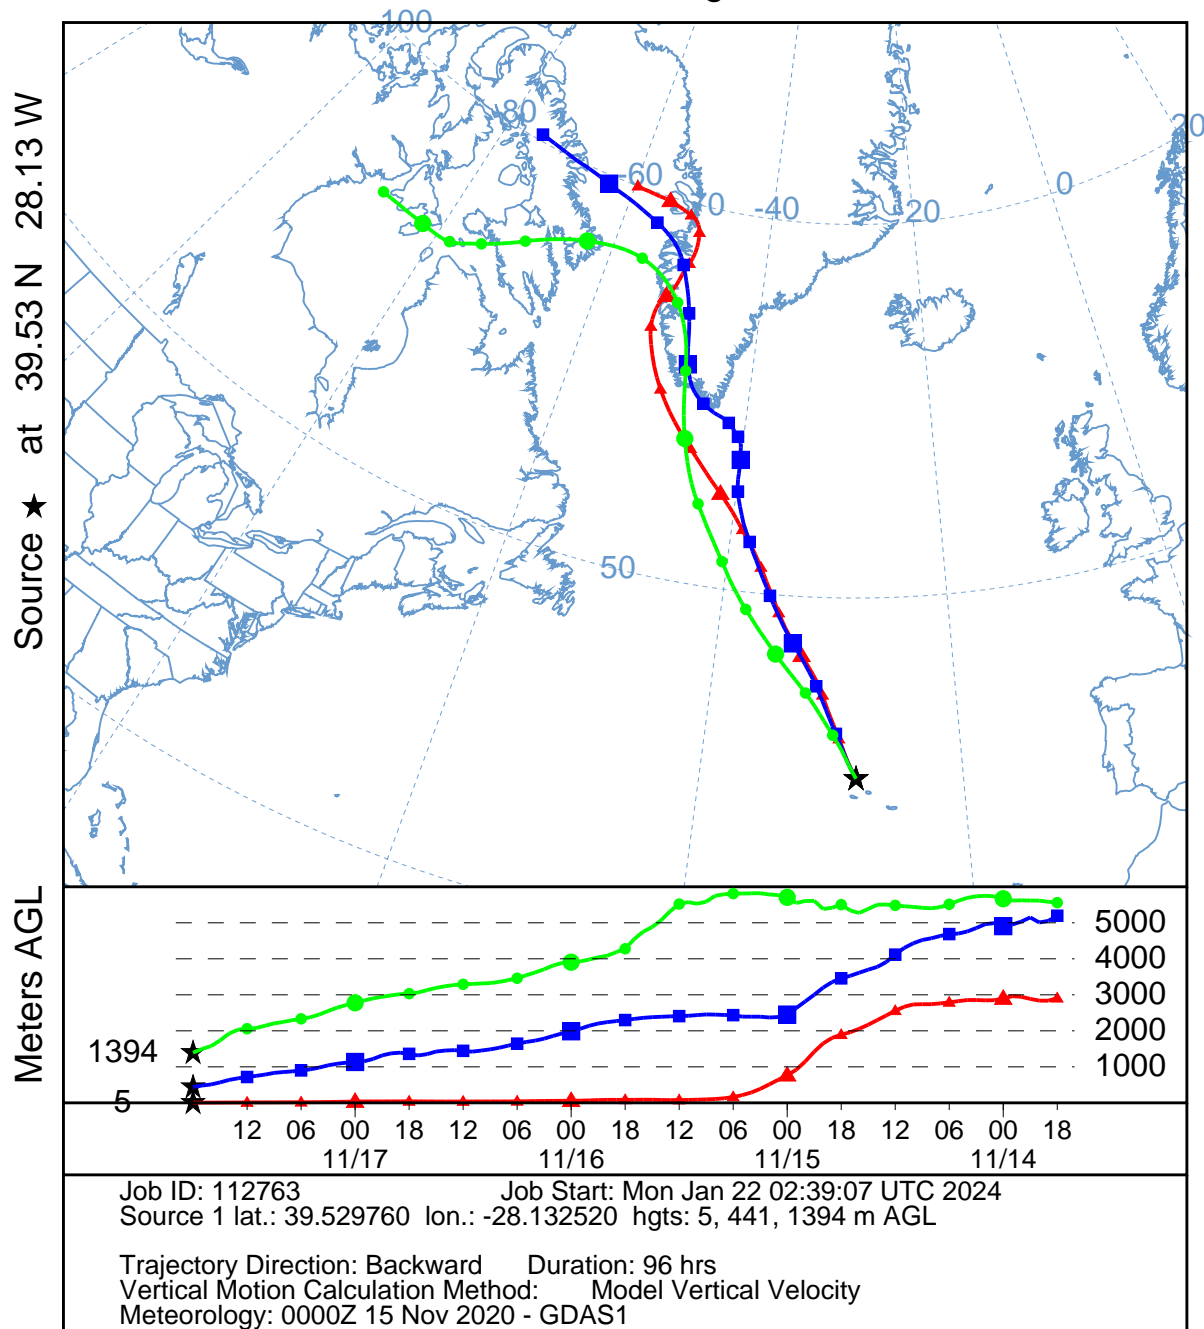 100
80
-60
70
-40
-20
0
20
50
Source ★ at 39.53 N 28.13 W
Meters AGL
5000
4000
3000
2000
1000
1394
5
12 06 00 18 12 06 00 18 12 06 00 18 12 06 00 18
11/17 11/16 11/15 11/14
Job ID: 112763 Job Start: Mon Jan 22 02:39:07 UTC 2024
Source 1 lat.: 39.529760 lon.: -28.132520 hgts: 5, 441, 1394 m AGL
Trajectory Direction: Backward Duration: 96 hrs
Vertical Motion Calculation Method: Model Vertical Velocity
Meteorology: 0000Z 15 Nov 2020 - GDAS1